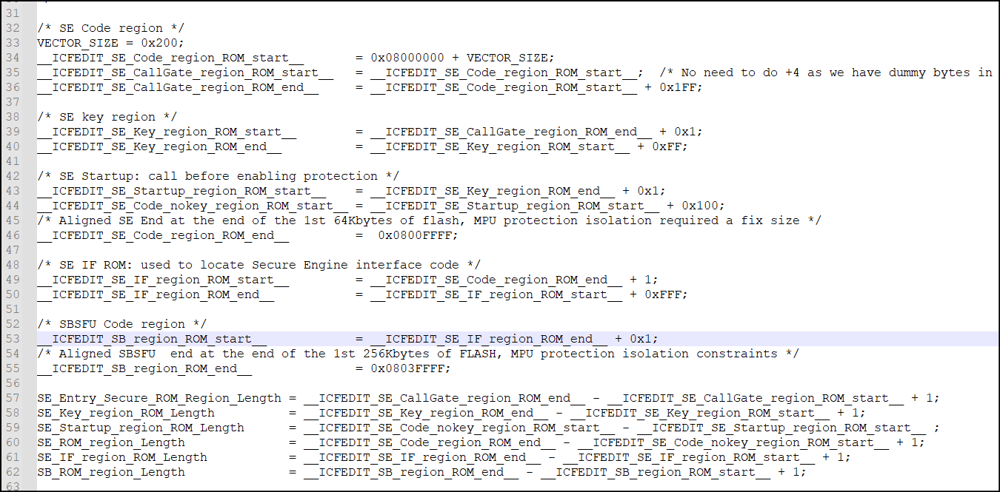 31
32 /* SE Code region */
33 VECTOR_SIZE = 0x200;
34 __ICFEDIT_SE_Code_region_ROM_start__ = 0x08000000 + VECTOR_SIZE;
35 __ICFEDIT_SE_CallGate_region_ROM_start__ = __ICFEDIT_SE_Code_region_ROM_start__; /* No need to do +4 as we have dummy bytes in
36 __ICFEDIT_SE_CallGate_region_ROM_end__ = __ICFEDIT_SE_Code_region_ROM_start__ + 0x1FF;
37
38 /* SE key region */
39 __ICFEDIT_SE_Key_region_ROM_start__ = __ICFEDIT_SE_CallGate_region_ROM_end__ + 0x1;
40 __ICFEDIT_SE_Key_region_ROM_end__ = __ICFEDIT_SE_Key_region_ROM_start__ + 0xFF;
41
42 /* SE Startup: call before enabling protection */
43 __ICFEDIT_SE_Startup_region_ROM_start__ = __ICFEDIT_SE_Key_region_ROM_end__ + 0x1;
44 __ICFEDIT_SE_Code_nokey_region_ROM_start__ = __ICFEDIT_SE_Startup_region_ROM_start__ + 0x100;
45 /* Aligned SE End at the end of the 1st 64Kbytes of flash, MPU protection isolation required a fix size */
46 __ICFEDIT_SE_Code_region_ROM_end__ = 0x0800FFFF;
47
48 /* SE IF ROM: used to locate Secure Engine interface code */
49 __ICFEDIT_SE_IF_region_ROM_start__ = __ICFEDIT_SE_Code_region_ROM_end__ + 1;
50 __ICFEDIT_SE_IF_region_ROM_end__ = __ICFEDIT_SE_IF_region_ROM_start__ + 0xFFF;
51
52 /* SBSFU Code region */
53 __ICFEDIT_SB_region_ROM_start__ = __ICFEDIT_SE_IF_region_ROM_end__ + 0x1;
54 /* Aligned SBSFU end at the end of the 1st 256Kbytes of FLASH, MPU protection isolation constraints */
55 __ICFEDIT_SB_region_ROM_end__ = 0x0803FFFF;
56
57 SE_Entry_Secure_ROM_Region_Length = __ICFEDIT_SE_CallGate_region_ROM_end__ - __ICFEDIT_SE_CallGate_region_ROM_start__ + 1;
58 SE_Key_region_ROM_Length = __ICFEDIT_SE_Key_region_ROM_end__ - __ICFEDIT_SE_Key_region_ROM_start__ + 1;
59 SE_Startup_region_ROM_Length = __ICFEDIT_SE_Code_nokey_region_ROM_start__ - __ICFEDIT_SE_Startup_region_ROM_start__ ;
60 SE_ROM_region_Length = __ICFEDIT_SE_Code_region_ROM_end__ - __ICFEDIT_SE_Code_nokey_region_ROM_start__ + 1;
61 SE_IF_region_ROM_Length = __ICFEDIT_SE_IF_region_ROM_end__ - __ICFEDIT_SE_IF_region_ROM_start__ + 1;
62 SB_ROM_region_Length = __ICFEDIT_SB_region_ROM_end__ - __ICFEDIT_SB_region_ROM_start__ + 1;
63